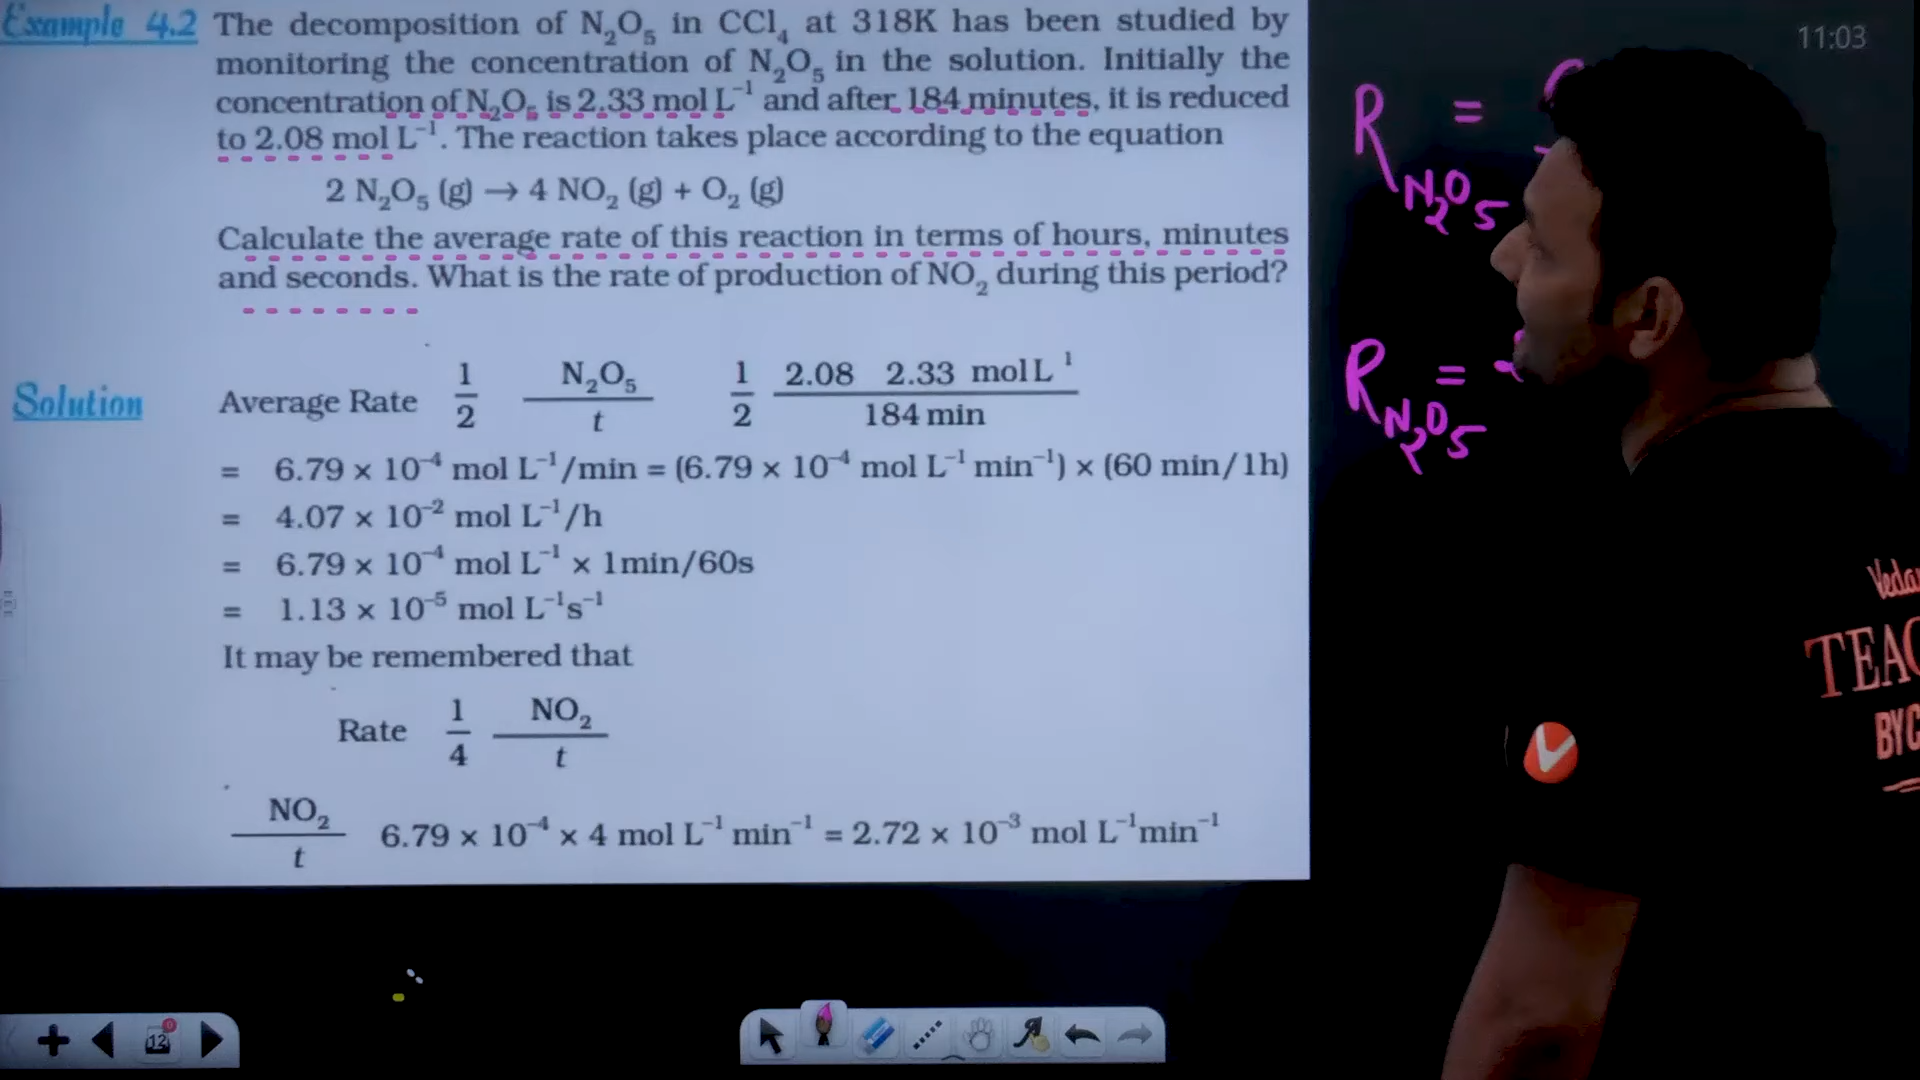 Example 4.2 The decomposition of N₂O₅ in CCl₄ at 318K has been studied by
monitoring the concentration of N₂O₅ in the solution. Initially the
concentration of N₂O₅ is 2.33 mol L⁻¹ and after 184 minutes, it is reduced
to 2.08 mol L⁻¹. The reaction takes place according to the equation
2 N₂O₅ (g) → 4 NO₂ (g) + O₂ (g)
Calculate the average rate of this reaction in terms of hours, minutes
and seconds. What is the rate of production of NO₂ during this period?
Solution Average Rate 1/2 N₂O₅/t 1/2 2.08 2.33 mol L ¹/184 min
= 6.79 × 10⁻⁴ mol L⁻¹/min = (6.79 × 10⁻⁴ mol L⁻¹ min⁻¹) × (60 min/1h)
= 4.07 × 10⁻² mol L⁻¹/h
= 6.79 × 10⁻⁴ mol L⁻¹ × 1min/60s
= 1.13 × 10⁻⁵ mol L⁻¹s⁻¹
It may be remembered that
Rate 1/4 NO₂/t
NO₂/t 6.79 × 10⁻⁴ × 4 mol L⁻¹ min⁻¹ = 2.72 × 10⁻³ mol L⁻¹min⁻¹
11:03
R N₂O₅ =
R N₂O₅ =
TEAC
12